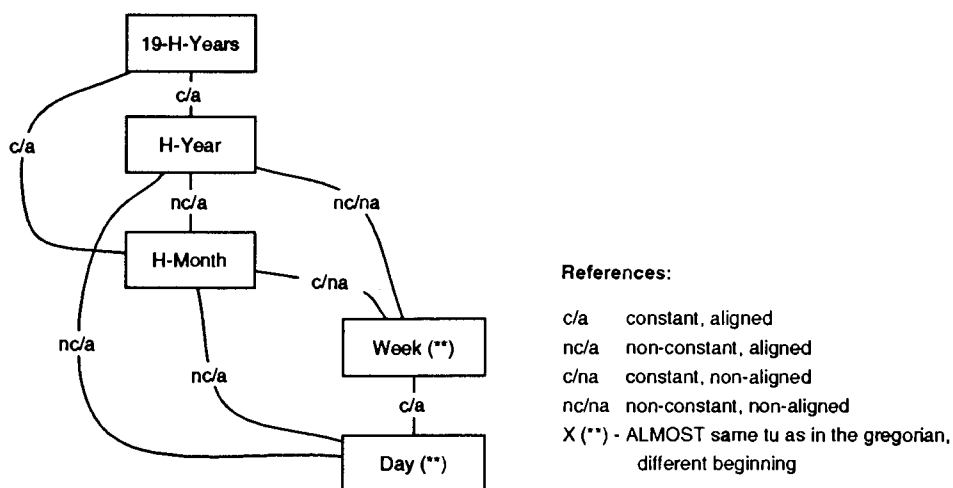 19-H-Years
c/a
c/a
H-Year
nc/a
nc/na
H-Month
c/na
References:
c/a constant, aligned
nc/a
Week (**)
nc/a non-constant, aligned
nc/a
c/na constant, non-aligned
c/a
nc/na non-constant, non-aligned
X (**) - ALMOST same tu as in the gregorian,
Day (**)
different beginning